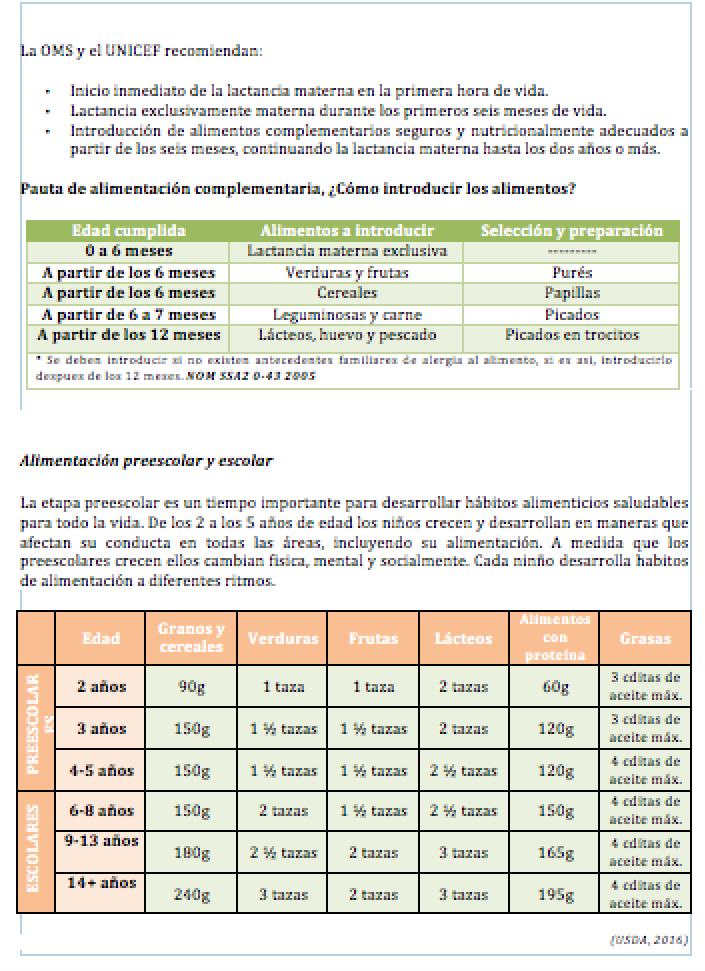 La OMS y el UNICEF recomiendan:
• Inicio inmediato de la lactancia materna en la primera hora de vida.
• Lactancia exclusivamente materna durante los primeros seis meses de vida.
• Introducción de alimentos complementarios seguros y nutricionalmente adecuados a
partir de los seis meses, continuando la lactancia materna hasta los dos años o más.
Pauta de alimentación complementaria, ¿Cómo introducir los alimentos?
Edad cumplida Alimentos a introducir Selección y preparación
0 a 6 meses Lactancia materna exclusiva ---------
A partir de los 6 meses Verduras y frutas Purés
A partir de los 6 meses Cereales Papillas
A partir de 6 a 7 meses Leguminosas y carne Picados
A partir de los 12 meses Lácteos, huevo y pescado Picados en trocitos
* Se deben introducir si no existen antecedentes familiares de alergia al alimento, si es asi, introducirlo
despues de los 12 meses. NOM SSA2 0-43 2005
Alimentación preescolar y escolar
La etapa preescolar es un tiempo importante para desarrollar hábitos alimenticios saludables
para todo la vida. De los 2 a los 5 años de edad los niños crecen y desarrollan en maneras que
afectan su conducta en todas las áreas, incluyendo su alimentación. A medida que los
preescolares crecen ellos cambian fisica, mental y socialmente. Cada ninño desarrolla habitos
de alimentación a diferentes ritmos.
Edad Granos y cereales Verduras Frutas Lácteos Alimentos con proteína Grasas
PREESCOLARES
2 años 90g 1 taza 1 taza 2 tazas 60g 3 cditas de aceite máx.
3 años 150g 1 ½ tazas 1 ½ tazas 2 tazas 120g 3 cditas de aceite máx.
4-5 años 150g 1 ½ tazas 1 ½ tazas 2 ½ tazas 120g 4 cditas de aceite máx.
ESCOLARES
6-8 años 150g 2 tazas 1 ½ tazas 2 ½ tazas 150g 4 cditas de aceite máx.
9-13 años 180g 2 ½ tazas 2 tazas 3 tazas 165g 4 cditas de aceite máx.
14+ años 240g 3 tazas 2 tazas 3 tazas 195g 4 cditas de aceite máx.
(USDA, 2016)